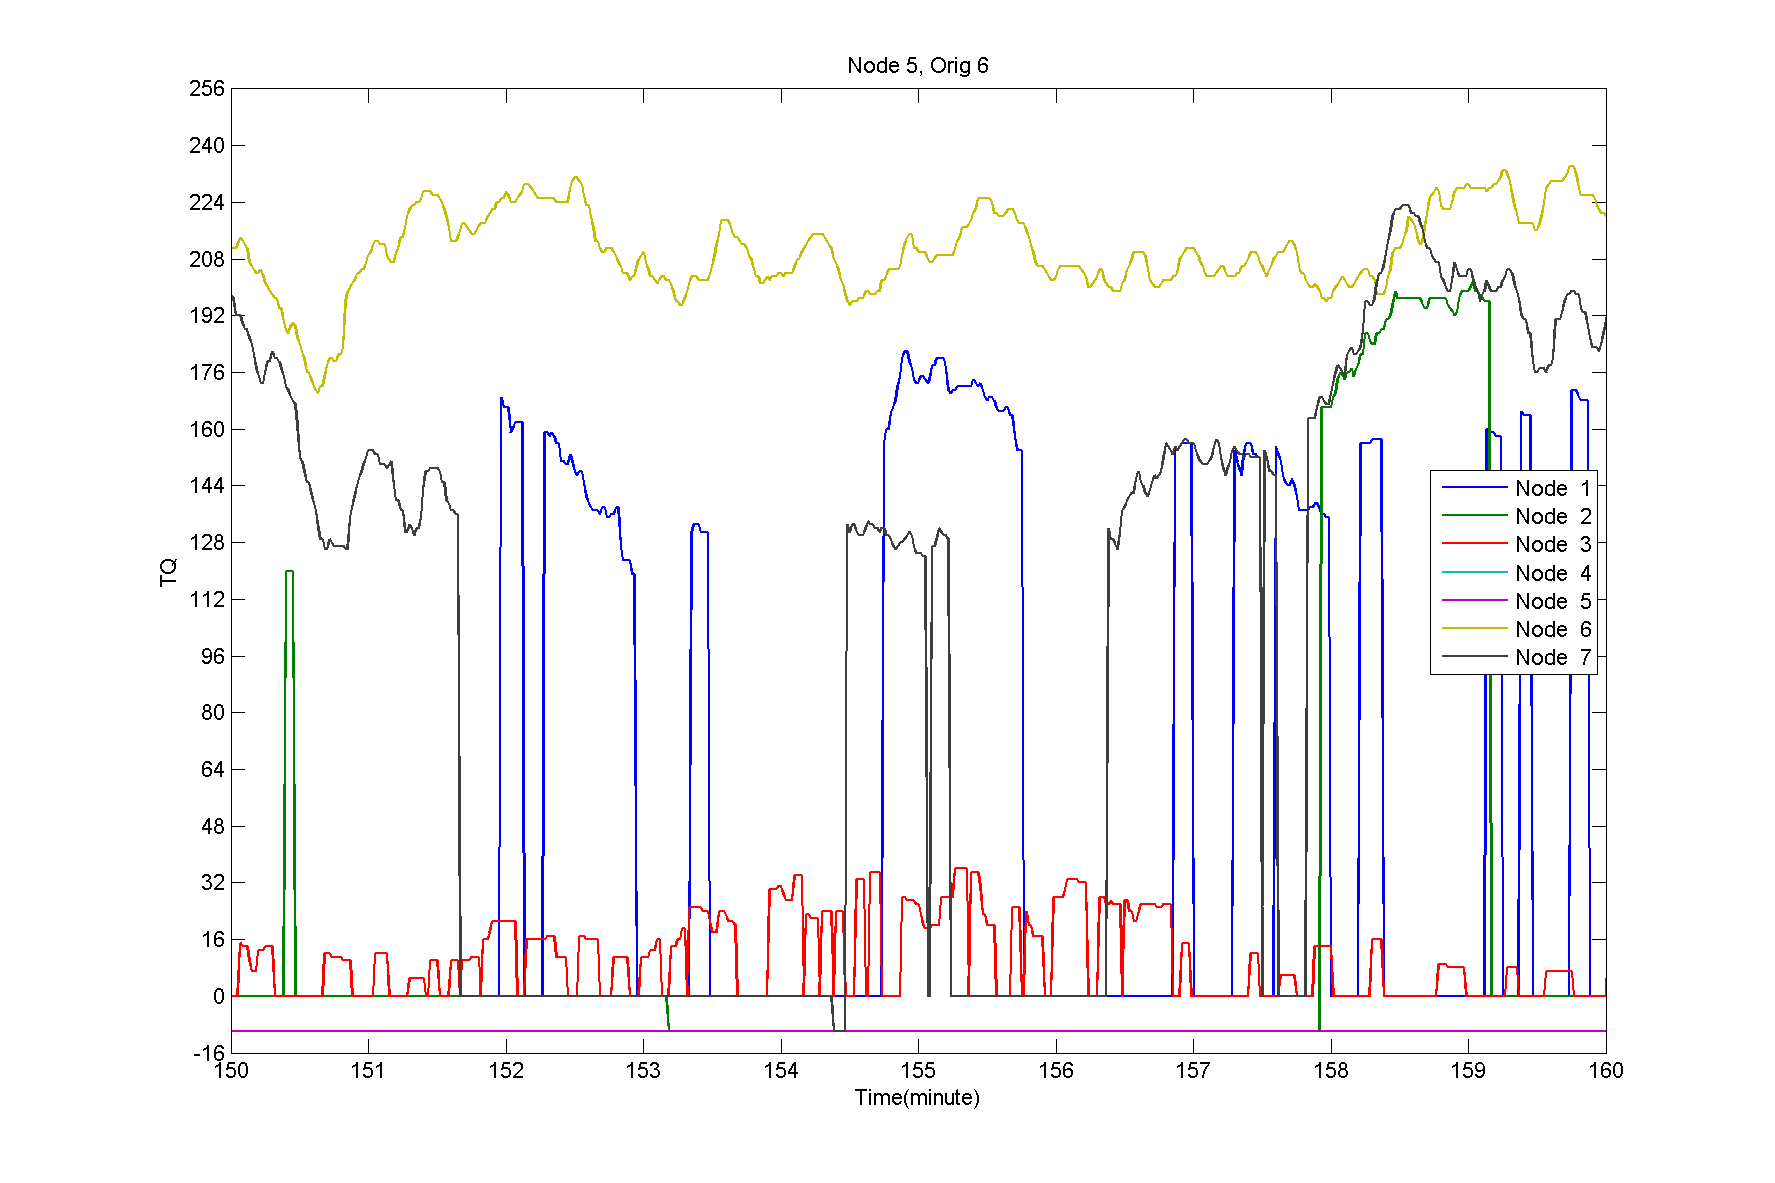 Node 5, Orig 6
256
240
224
208
192
176
160
144
128
112
96
80
64
48
32
16
0
-16
TQ
Node 1
Node 2
Node 3
Node 4
Node 5
Node 6
Node 7
150 151 152 153 154 155 156 157 158 159 160
Time(minute)